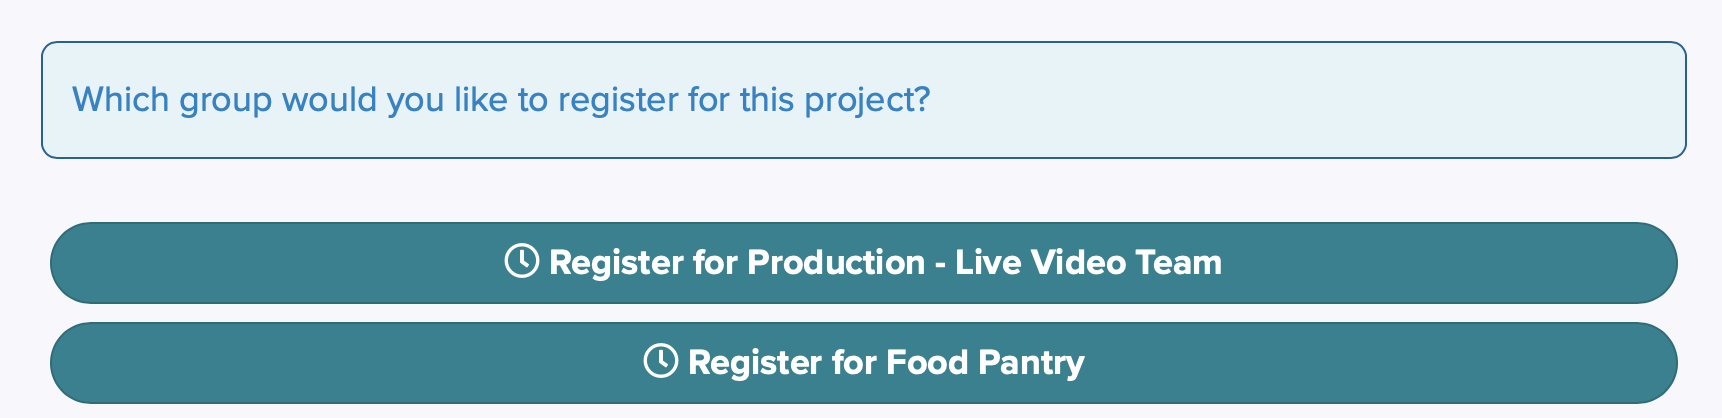 Which group would you like to register for this project?
Register for Production - Live Video Team
Register for Food Pantry